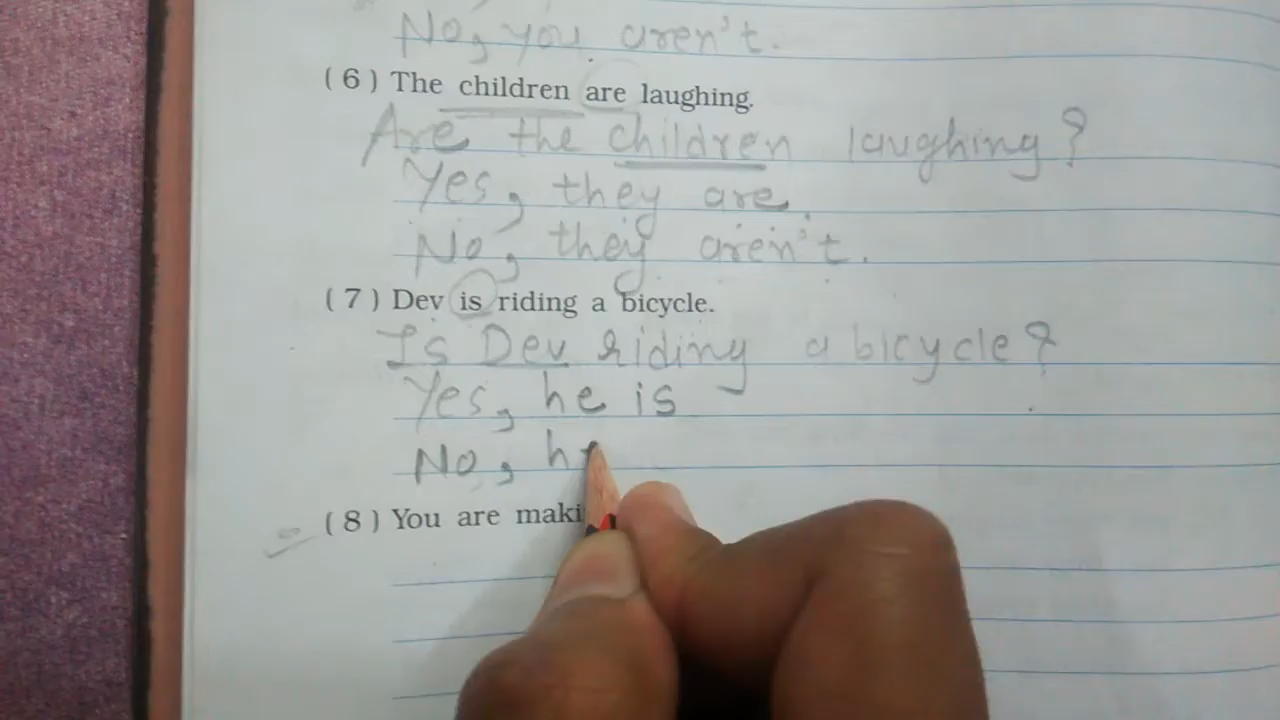 No, you aren't.
(6) The children are laughing.
Are the children laughing?
Yes, they are.
No, they aren't.
(7) Dev is riding a bicycle.
Is Dev riding a bicycle?
Yes, he is
No, h
(8) You are maki